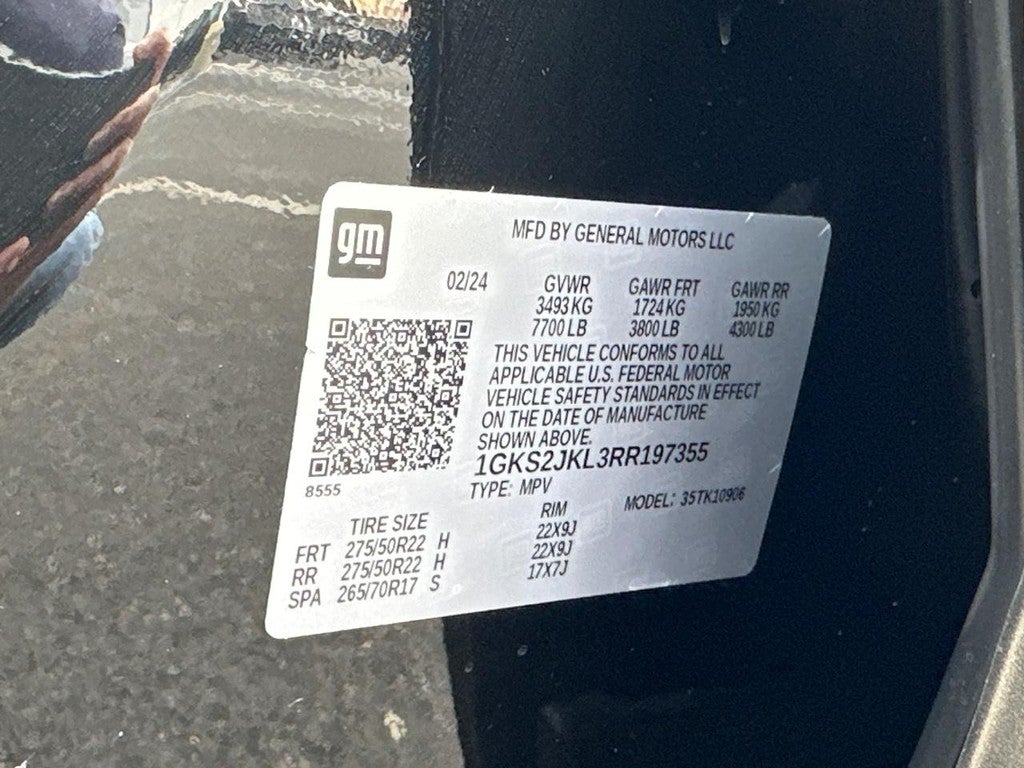 gm
MFD BY GENERAL MOTORS LLC
02/24 GVWR GAWR FRT GAWR RR
3493 KG 1724 KG 1950 KG
7700 LB 3800 LB 4300 LB
THIS VEHICLE CONFORMS TO ALL
APPLICABLE U.S. FEDERAL MOTOR
VEHICLE SAFETY STANDARDS IN EFFECT
ON THE DATE OF MANUFACTURE
SHOWN ABOVE.
1GKS2JKL3RR197355
8555 TYPE: MPV MODEL: 35TK10906
TIRE SIZE RIM
FRT 275/50R22 H 22X9J
RR 275/50R22 H 22X9J
SPA 265/70R17 S 17X7J